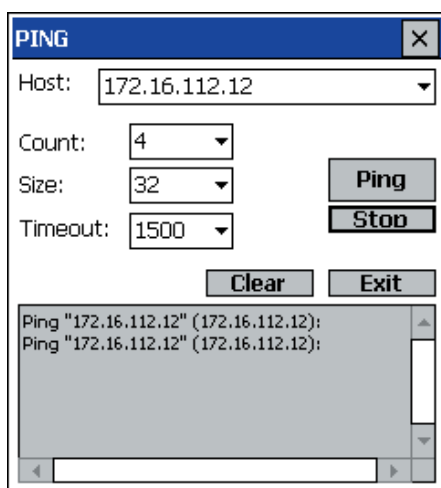 PING
Host: 172.16.112.12
Count: 4
Size: 32
Ping
Timeout: 1500
Stop
Clear Exit
Ping "172.16.112.12" (172.16.112.12):
Ping "172.16.112.12" (172.16.112.12):